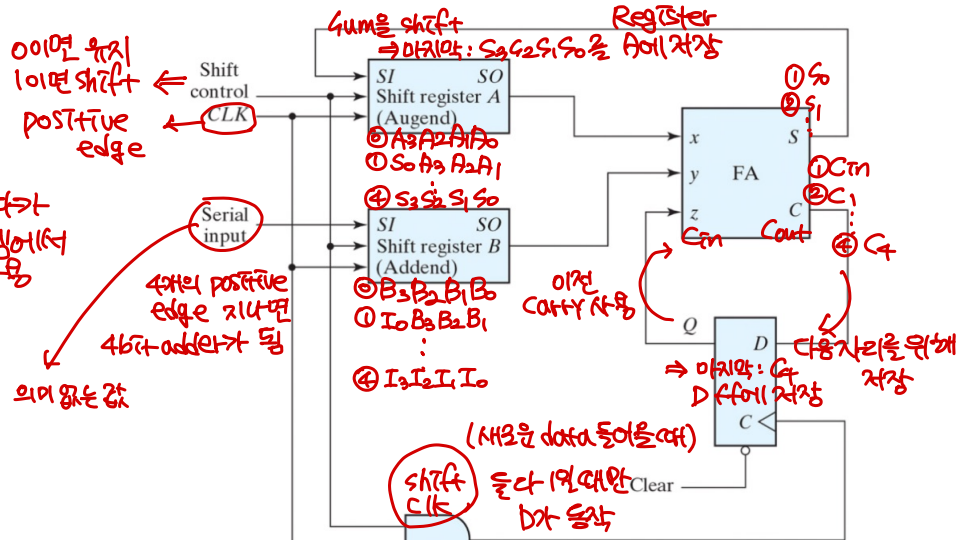 Sum을 shift
⇒ 마지막 : S3 S2 S1 S0를 A에 저장
Register
0이면 유지
1이면 shift ⇐
positive
edge
Shift
control
CLK
SI SO
Shift register A
(Augend)
⓪ A3A2A1A0
① S0A3A2A1
⋮
④ S3S2S1S0
① S0
② S1
⋮
x
y
z
FA
S
C
Cin
Cout
① Cin
② C1
⋮
④ C4
Serial
input
SI SO
Shift register B
(Addend)
⓪ B3B2B1B0
① I0B3B2B1
⋮
④ I3I2I1I0
4개의 positive
edge 지나면
4bit adder가 됨
의미 없는 값
이전
carry 사용
Q
D
C
다음 자리를 위해
저장
⇒ 마지막 : C4
D ff에 저장
(새로운 data 들어올 때)
Clear
shift
clk
둘다 1일 때만
D가 동작